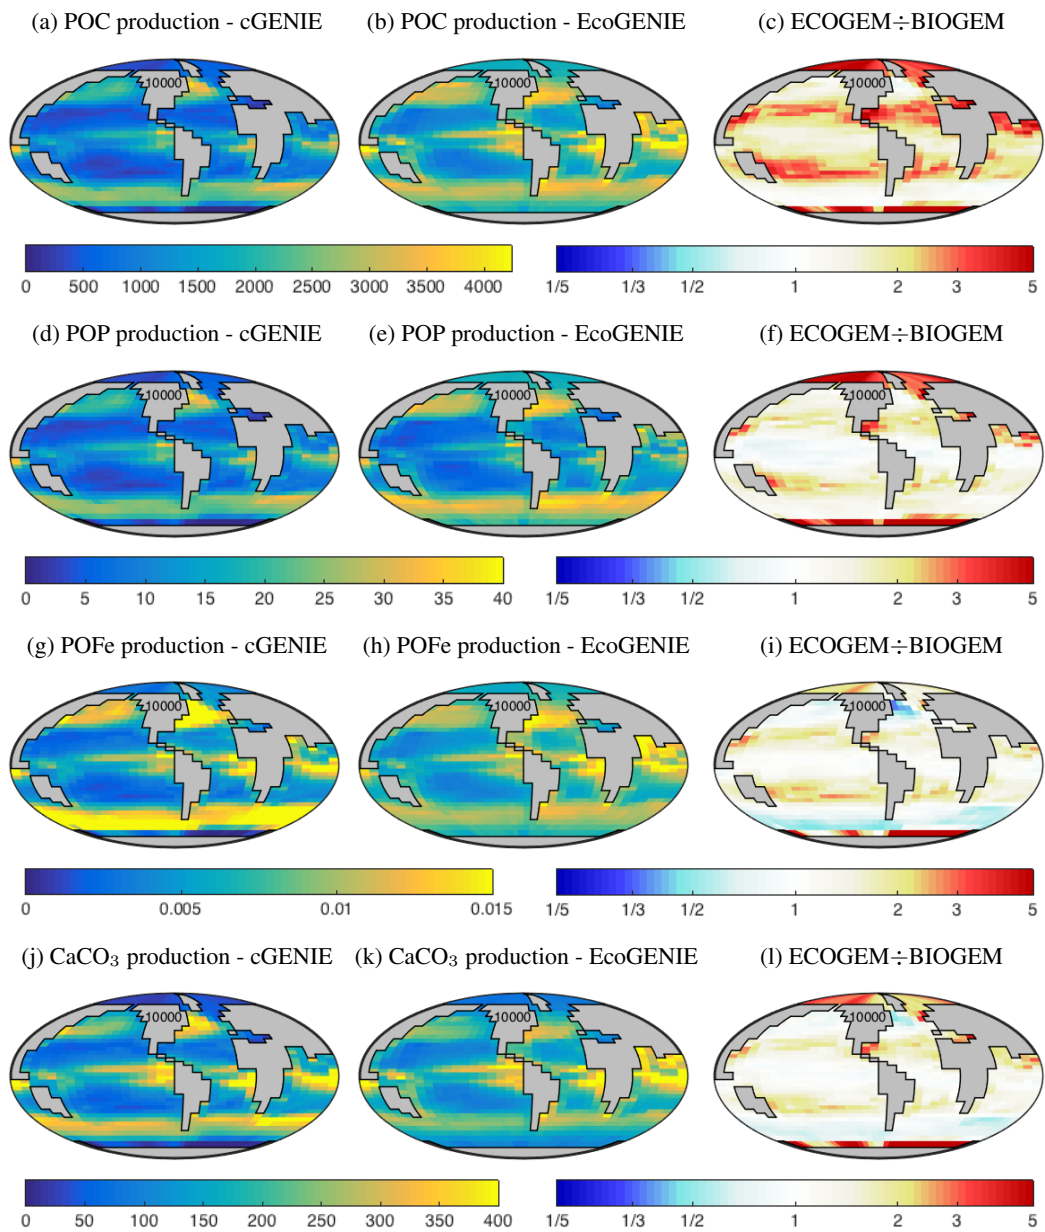 (a) POC production - cGENIE (b) POC production - EcoGENIE (c) ECOGEM÷BIOGEM
10000 10000 10000
0 500 1000 1500 2000 2500 3000 3500 4000 1/5 1/3 1/2 1 2 3 5
(d) POP production - cGENIE (e) POP production - EcoGENIE (f) ECOGEM÷BIOGEM
10000 10000 10000
0 5 10 15 20 25 30 35 40 1/5 1/3 1/2 1 2 3 5
(g) POFe production - cGENIE (h) POFe production - EcoGENIE (i) ECOGEM÷BIOGEM
10000 10000 10000
0 0.005 0.01 0.015 1/5 1/3 1/2 1 2 3 5
(j) CaCO₃ production - cGENIE (k) CaCO₃ production - EcoGENIE (l) ECOGEM÷BIOGEM
10000 10000 10000
0 50 100 150 200 250 300 350 400 1/5 1/3 1/2 1 2 3 5